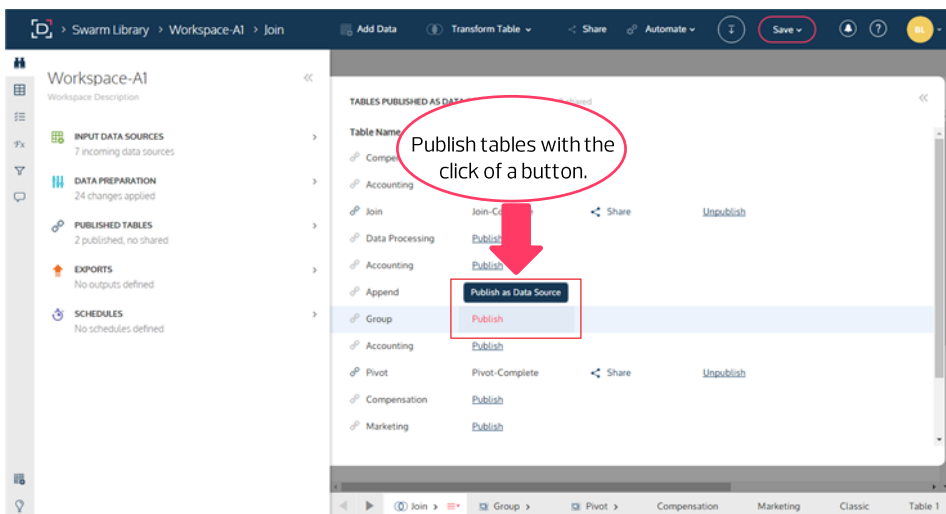 Swarm Library > Workspace-A1 > Join
Add Data
Transform Table
Share
Automate
Save
BL
Workspace-A1
Workspace Description
INPUT DATA SOURCES
7 incoming data sources
DATA PREPARATION
24 changes applied
PUBLISHED TABLES
2 published, no shared
EXPORTS
No outputs defined
SCHEDULES
No schedules defined
TABLES PUBLISHED AS DATA
Table Name
Publish tables with the
click of a button.
Accounting
Join Share Unpublish
Data Processing Publish
Accounting Publish
Append Publish as Data Source
Group Publish
Accounting Publish
Pivot Pivot-Complete Share Unpublish
Compensation Publish
Marketing Publish
Join > Group > Pivot > Compensation Marketing Classic Table 1